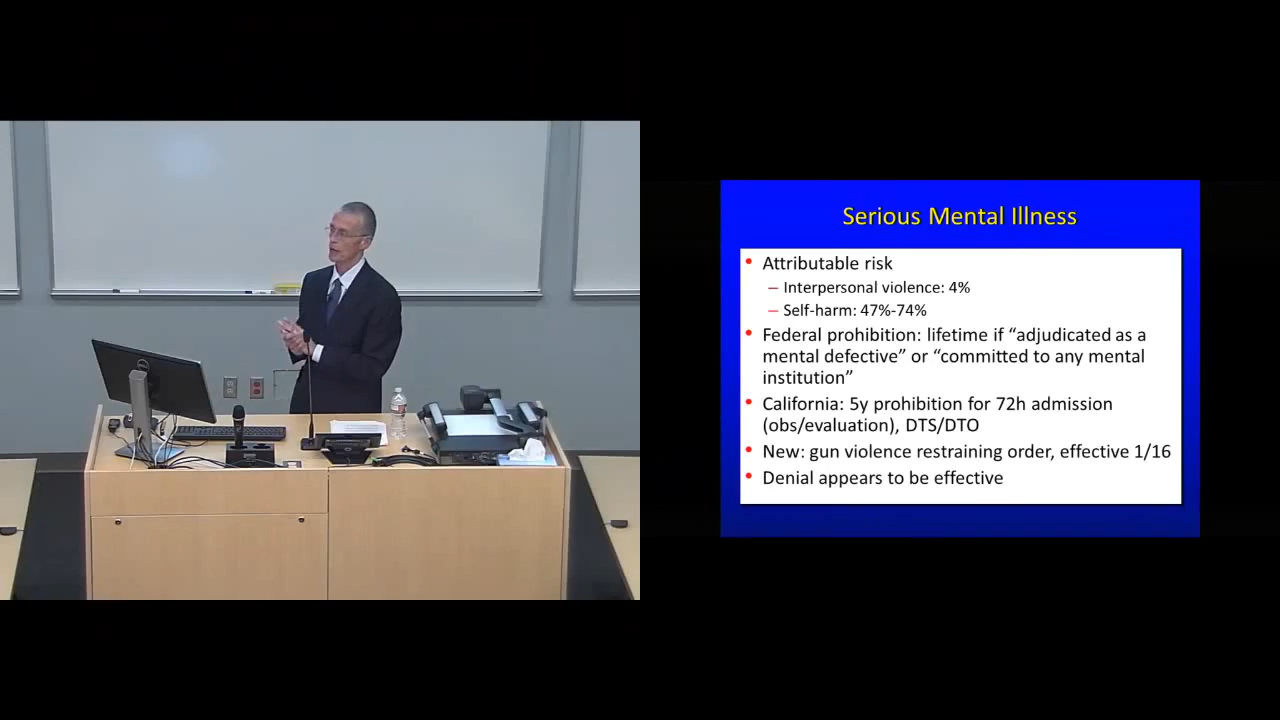 Serious Mental Illness
• Attributable risk
– Interpersonal violence: 4%
– Self-harm: 47%-74%
• Federal prohibition: lifetime if “adjudicated as a
mental defective” or “committed to any mental
institution”
• California: 5y prohibition for 72h admission
(obs/evaluation), DTS/DTO
• New: gun violence restraining order, effective 1/16
• Denial appears to be effective